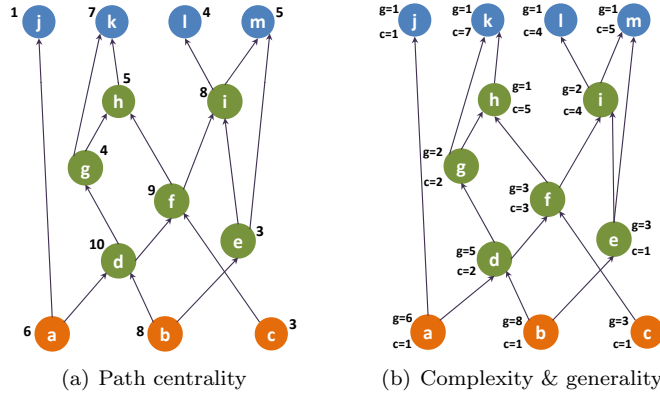 1 j 7 k 4 l 5 m
5 h 8 i
4 g
9 f
10 d e 3
6 a 8 b c 3
(a) Path centrality
g=1 c=1 j g=1 c=7 k g=1 c=4 l g=1 c=5 m
h g=1 c=5 g=2 c=4 i
g=2 c=2 g
g=3 c=3 f
g=5 c=2 d e g=3 c=1
g=6 c=1 a g=8 c=1 b g=3 c=1 c
(b) Complexity & generality